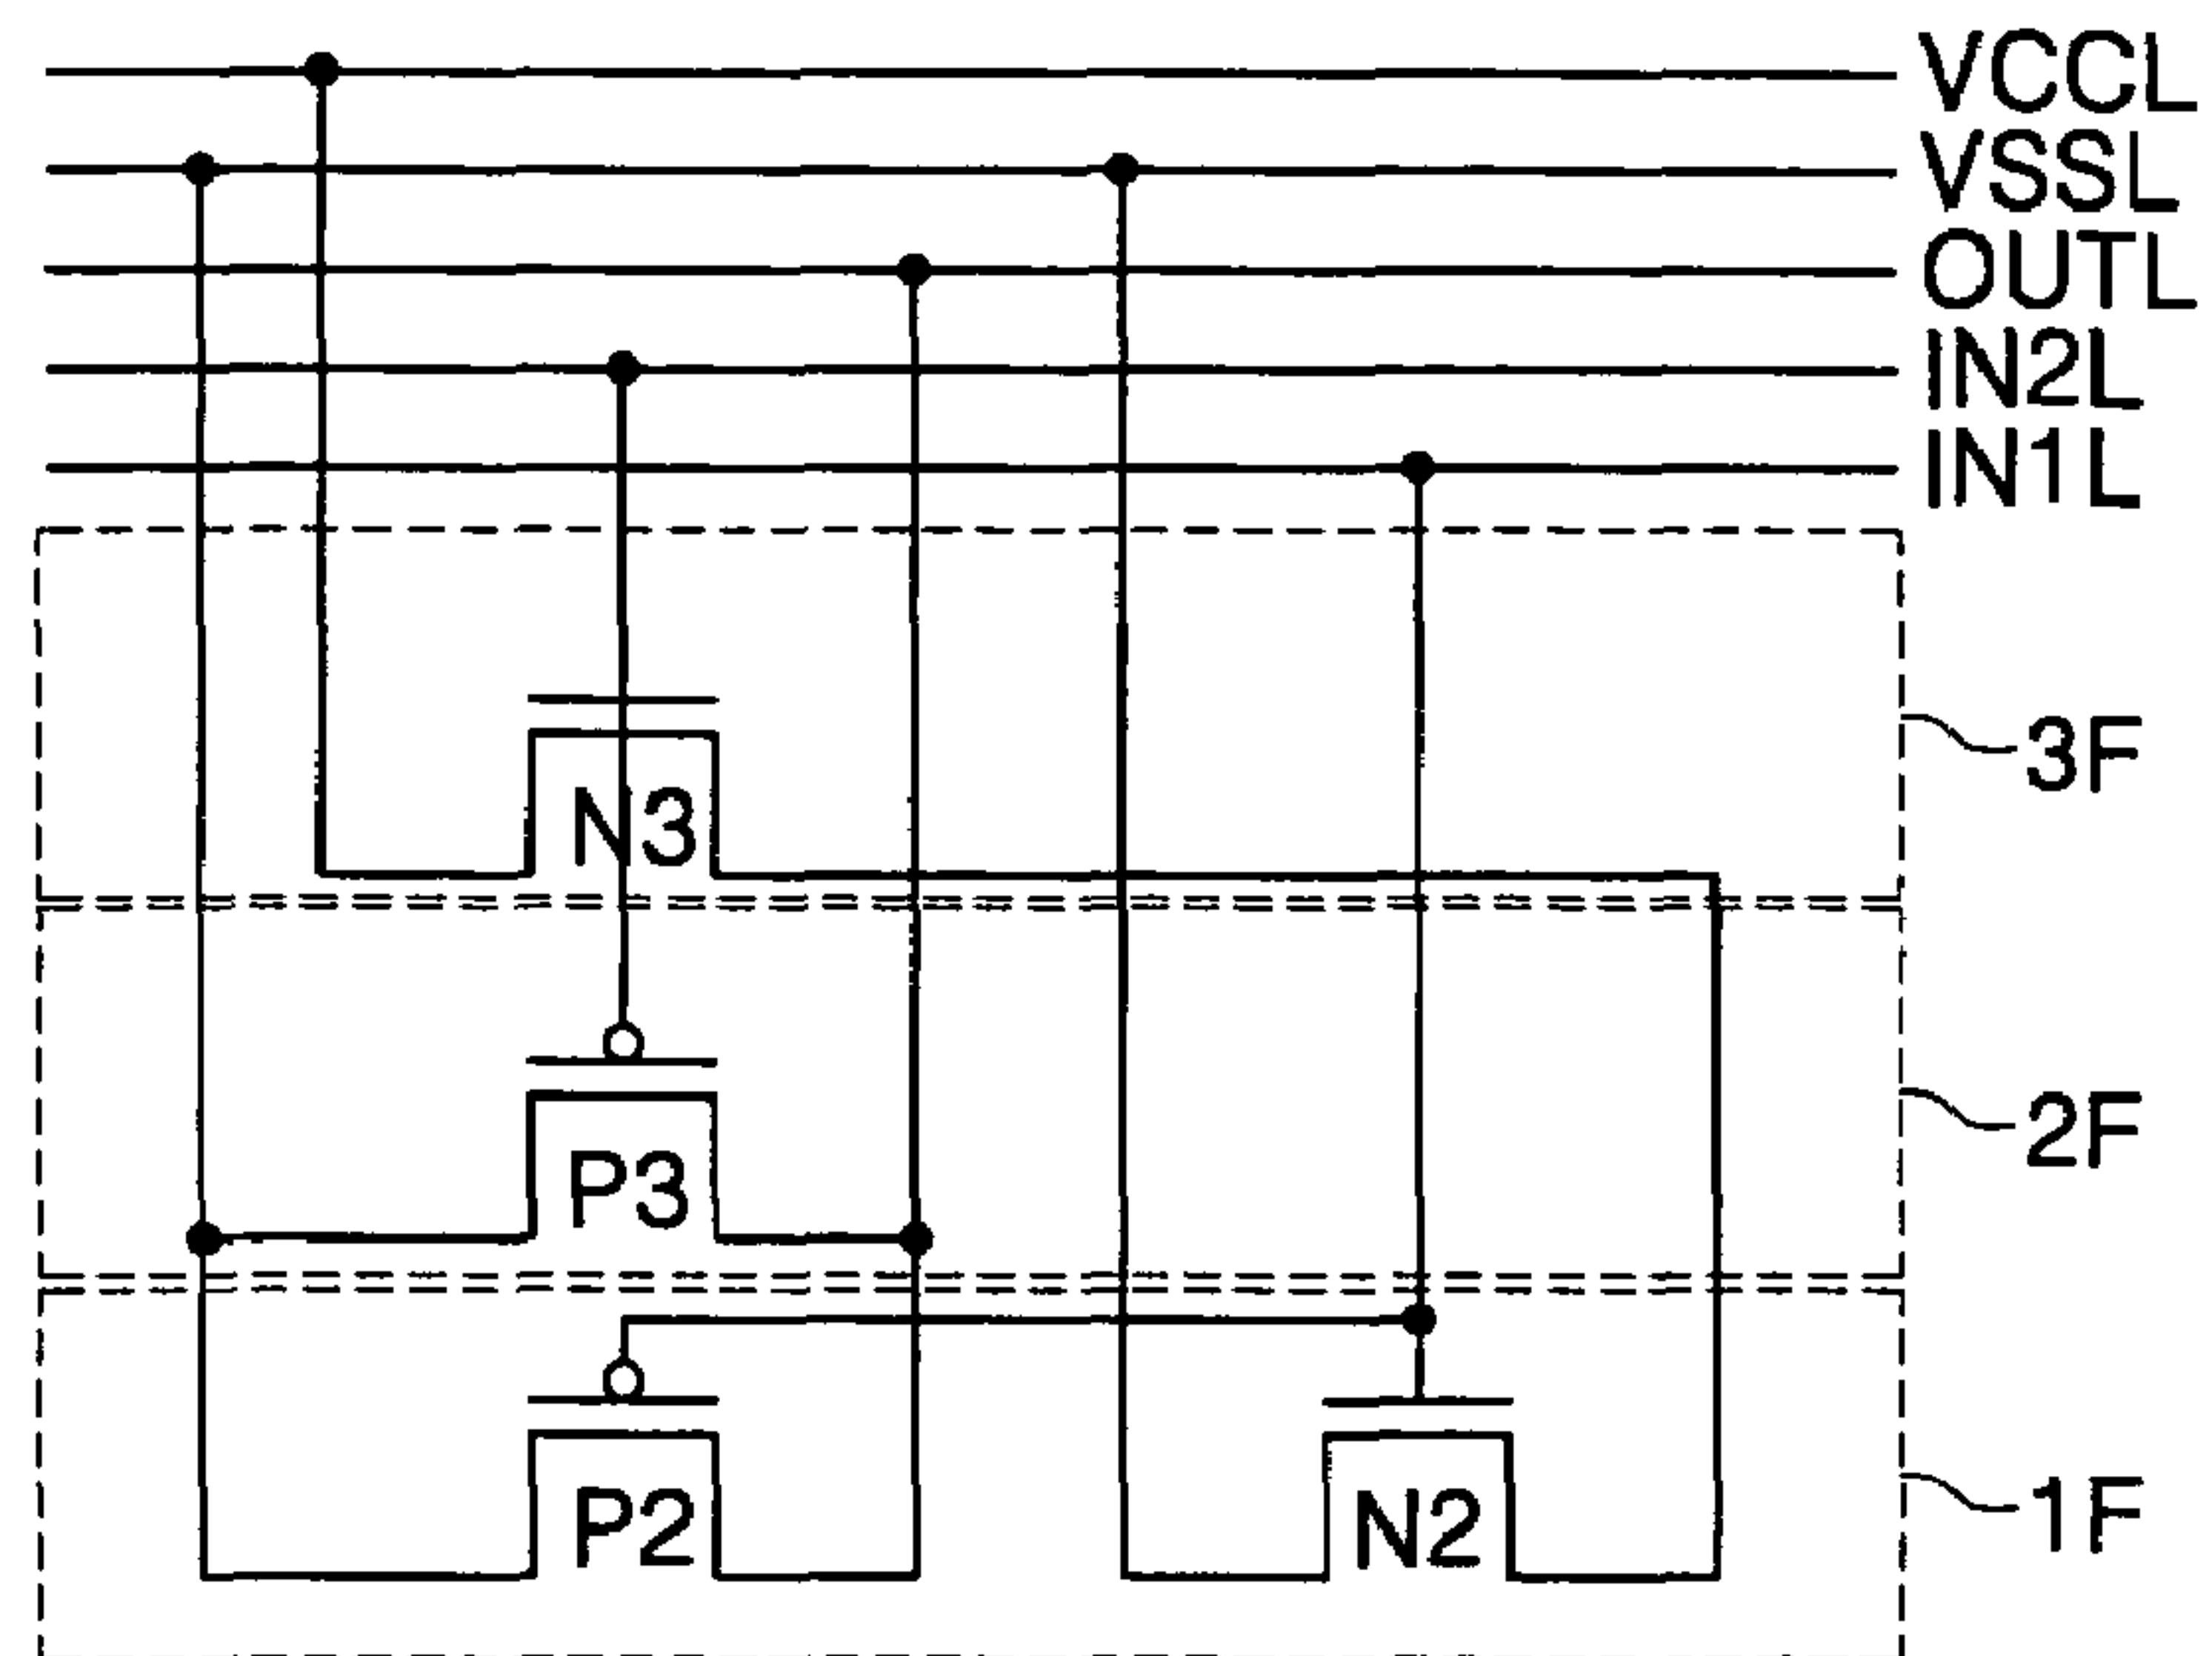 VCCL
VSSL
OUTL
IN2L
IN1L
3F
N3
2F
P3
1F
P2
N2